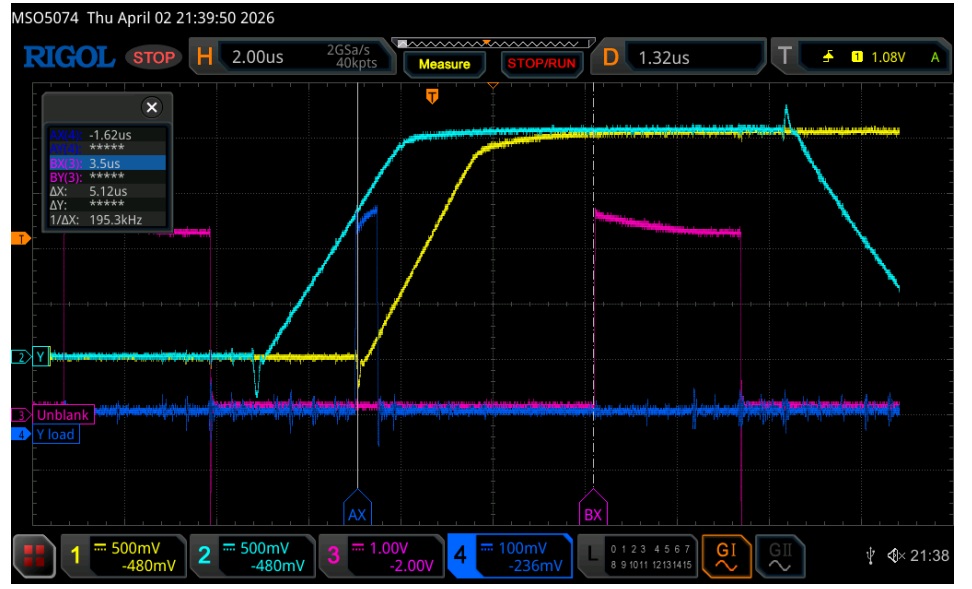 MSO5074 Thu April 02 21:39:50 2026
RIGOL STOP H 2.00us 2GSa/s 40kpts Measure STOP/RUN D 1.32us T 1 1.08V A
T
AX(4): -1.62us
AY(4): *****
BX(3): 3.5us
BY(3): *****
ΔX: 5.12us
ΔY: *****
1/ΔX: 195.3kHz
T
2 Y
3 Unblank
4 Y load
AX BX
1 500mV -480mV 2 500mV -480mV 3 1.00V -2.00V 4 100mV -236mV L 0 1 2 3 4 5 6 7 8 9 10 11 12 13 14 15 GI GII 21:38